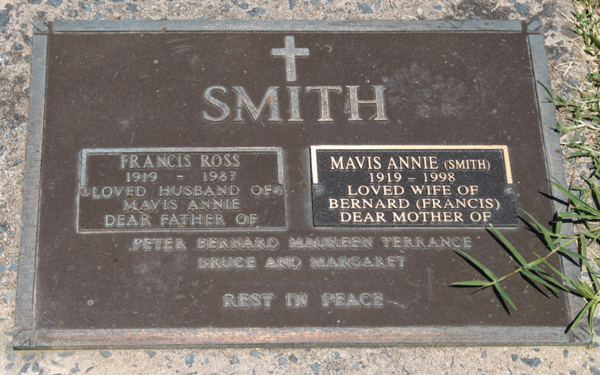 SMITH
FRANCIS ROSS
1919 - 1987
LOVED HUSBAND OF
MAVIS ANNIE
DEAR FATHER OF
MAVIS ANNIE (SMITH)
1919 - 1998
LOVED WIFE OF
BERNARD (FRANCIS)
DEAR MOTHER OF
PETER BERNARD MAUREEN TERRANCE
BRUCE AND MARGARET
REST IN PEACE